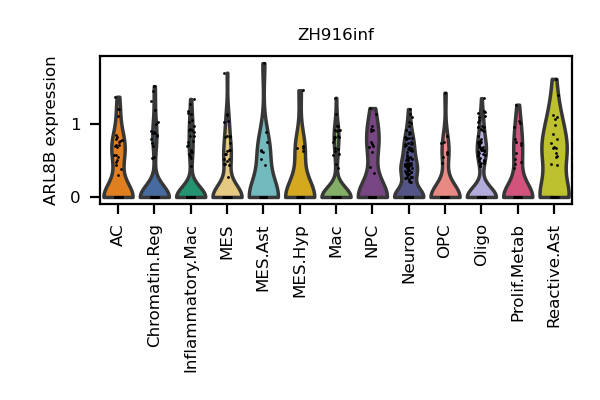 ZH916inf
ARL8B expression
1
0
AC
Chromatin.Reg
Inflammatory.Mac
MES
MES.Ast
MES.Hyp
Mac
NPC
Neuron
OPC
Oligo
Prolif.Metab
Reactive.Ast